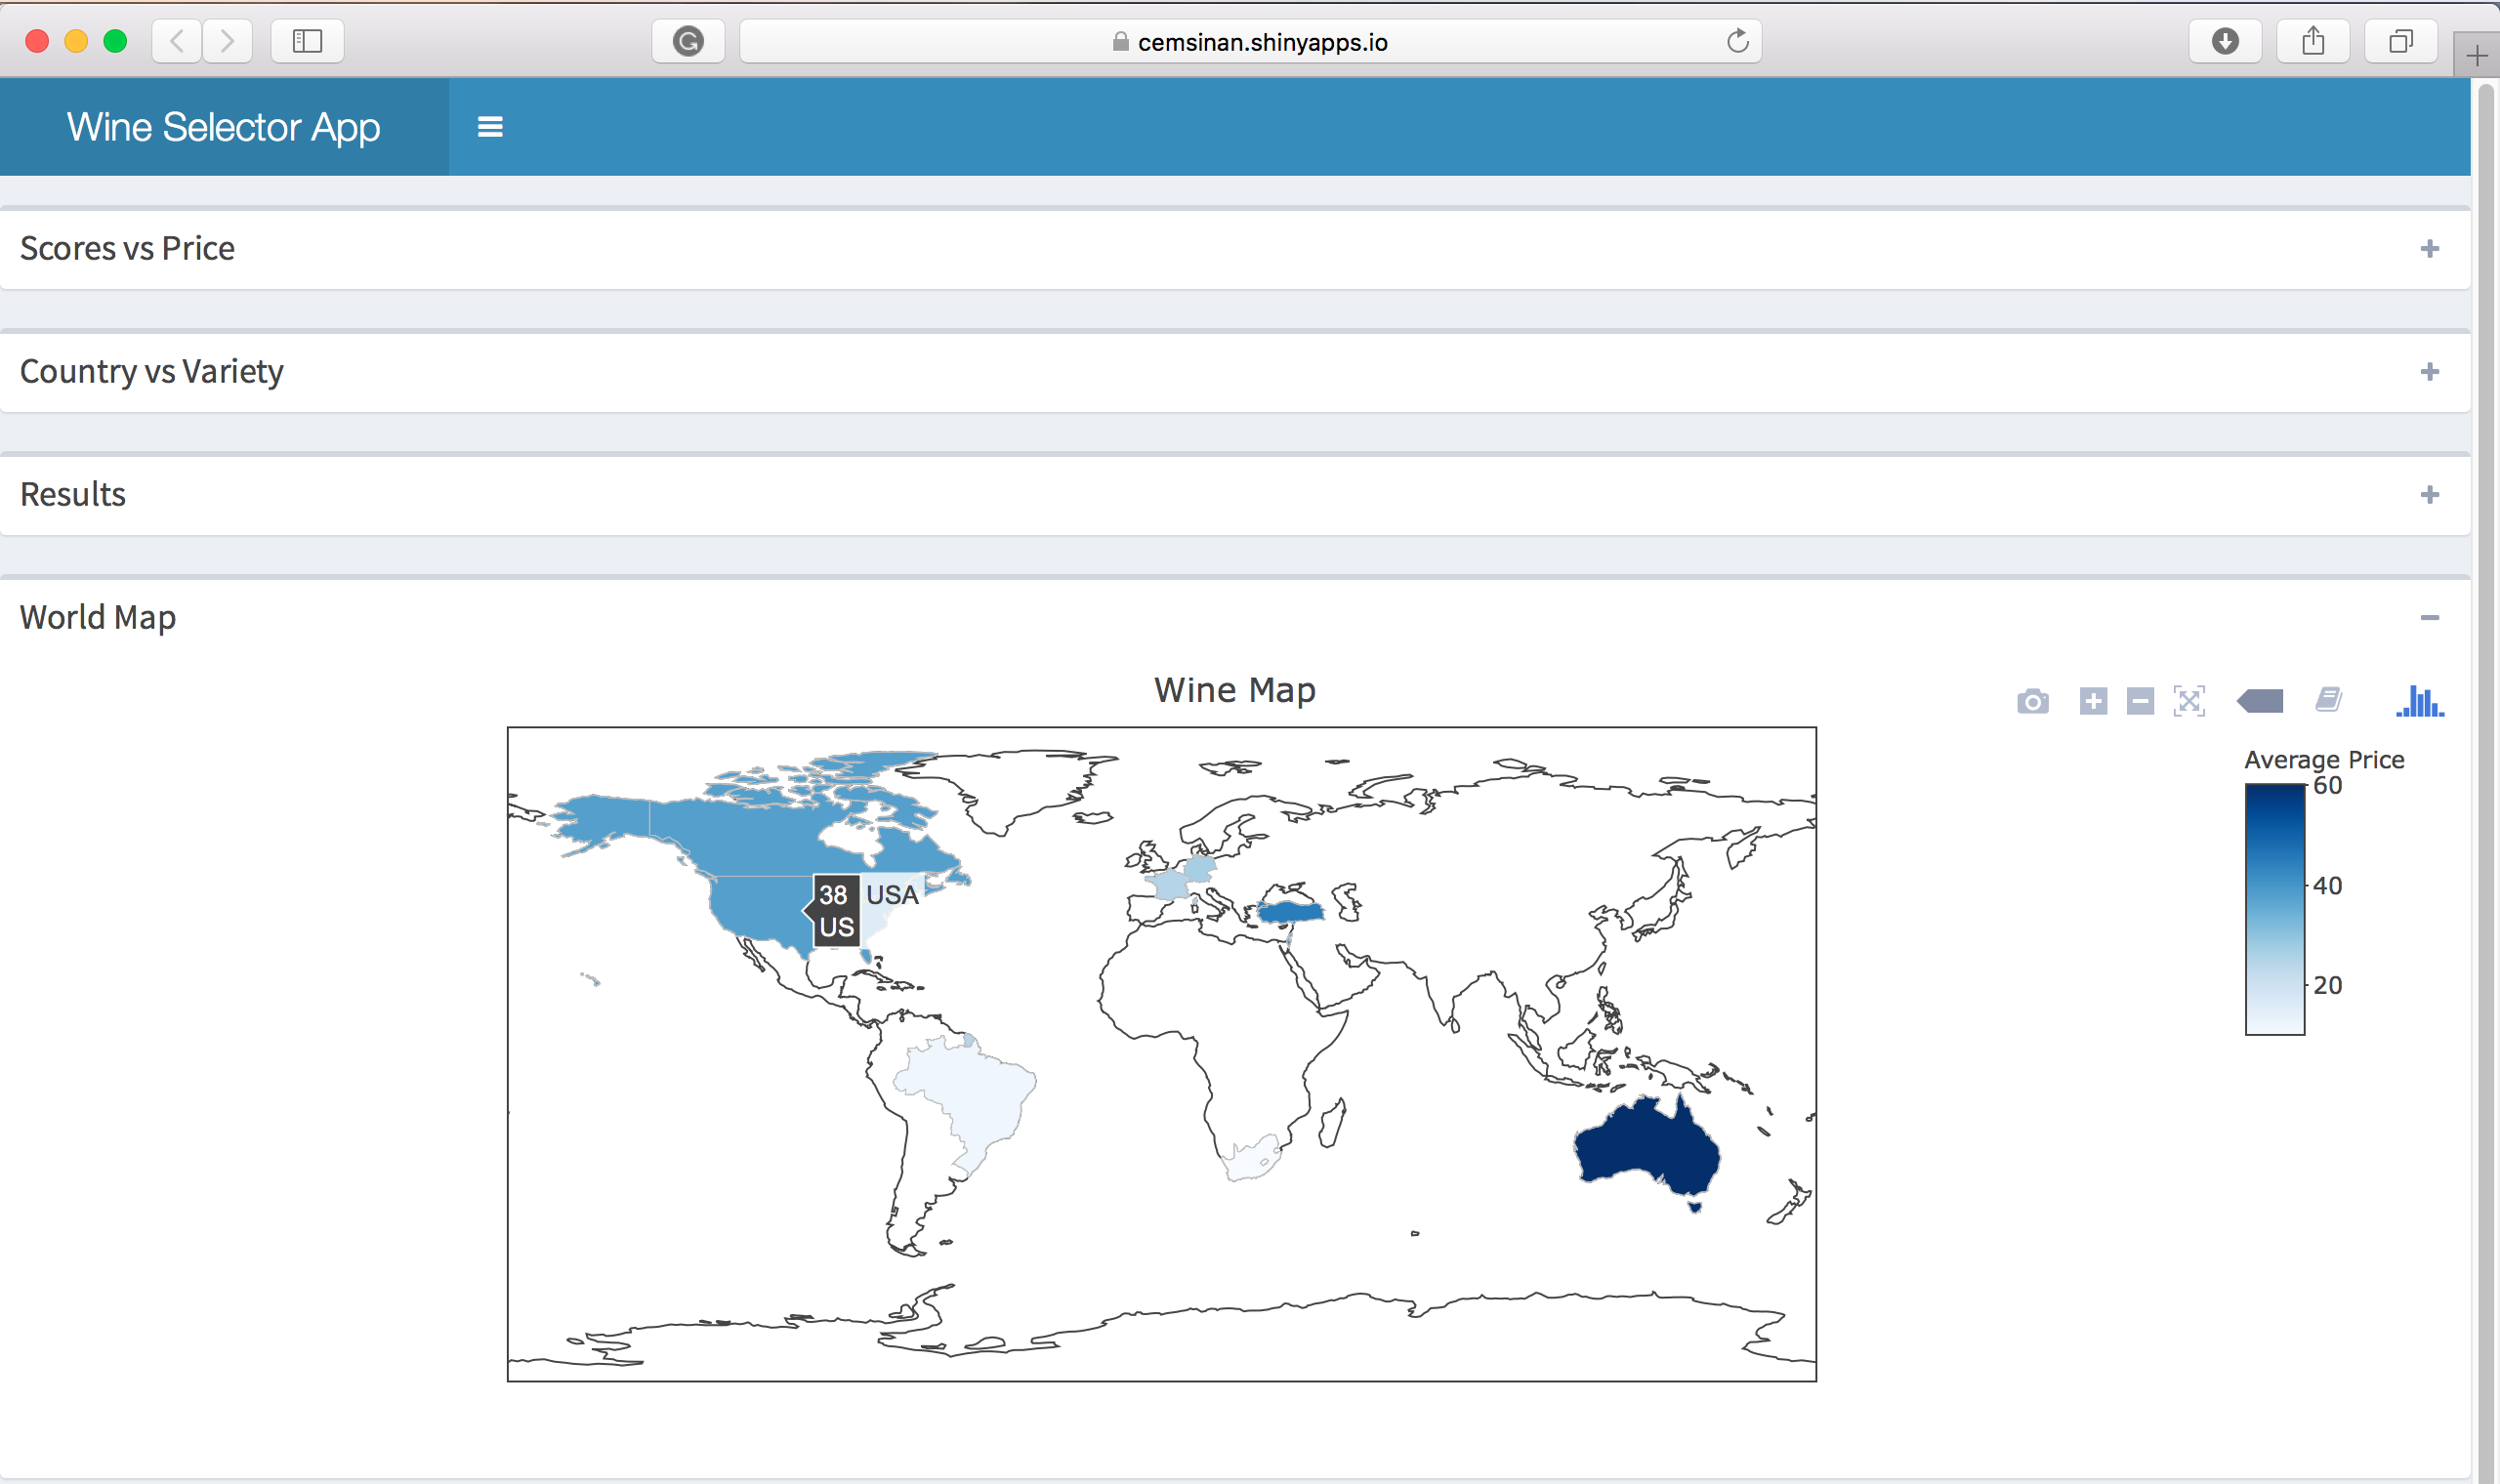 cemsinan.shinyapps.io
Wine Selector App
Scores vs Price
Country vs Variety
Results
World Map
Wine Map
Average Price
60
40
20
38 USA
US